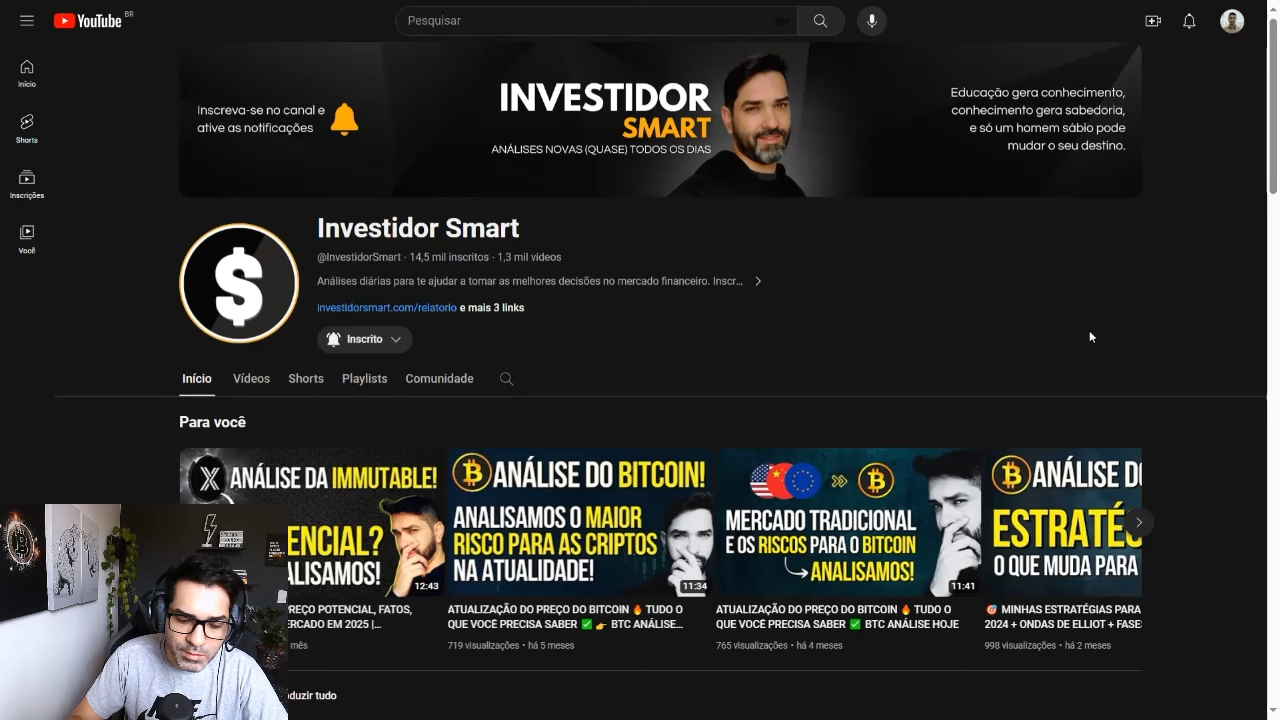 YouTube BR
Pesquisar
Início
Shorts
Inscrições
Você
Inscreva-se no canal e
ative as notificações
INVESTIDOR
SMART
ANÁLISES NOVAS (QUASE) TODOS OS DIAS
Educação gera conhecimento,
conhecimento gera sabedoria,
e só um homem sábio pode
mudar o seu destino.
$
Investidor Smart
@InvestidorSmart · 14,5 mil inscritos · 1,3 mil vídeos
Análises diárias para te ajudar a tomar as melhores decisões no mercado financeiro. Inscr...
investidorsmart.com/relatorio e mais 3 links
Inscrito
Início Vídeos Shorts Playlists Comunidade
Para você
ANÁLISE DA IMMUTABLE!
ENCIAL?
ALISAMOS!
12:43
PREÇO POTENCIAL, FATOS,
ERCADO EM 2025 |...
mês
ANÁLISE DO BITCOIN!
ANALISAMOS O MAIOR
RISCO PARA AS CRIPTOS
NA ATUALIDADE!
11:34
ATUALIZAÇÃO DO PREÇO DO BITCOIN 🔥 TUDO O
QUE VOCÊ PRECISA SABER ✅ 👉 BTC ANÁLISE...
719 visualizações • há 5 meses
MERCADO TRADICIONAL
E OS RISCOS PARA O BITCOIN
ANALISAMOS!
11:41
ATUALIZAÇÃO DO PREÇO DO BITCOIN 🔥 TUDO O
QUE VOCÊ PRECISA SABER ✅ BTC ANÁLISE HOJE
765 visualizações • há 4 meses
ANÁLISE DO
ESTRATÉG
O QUE MUDA PARA
🎯 MINHAS ESTRATÉGIAS PARA
2024 + ONDAS DE ELLIOT + FASE
998 visualizações • há 2 meses
oduzir tudo